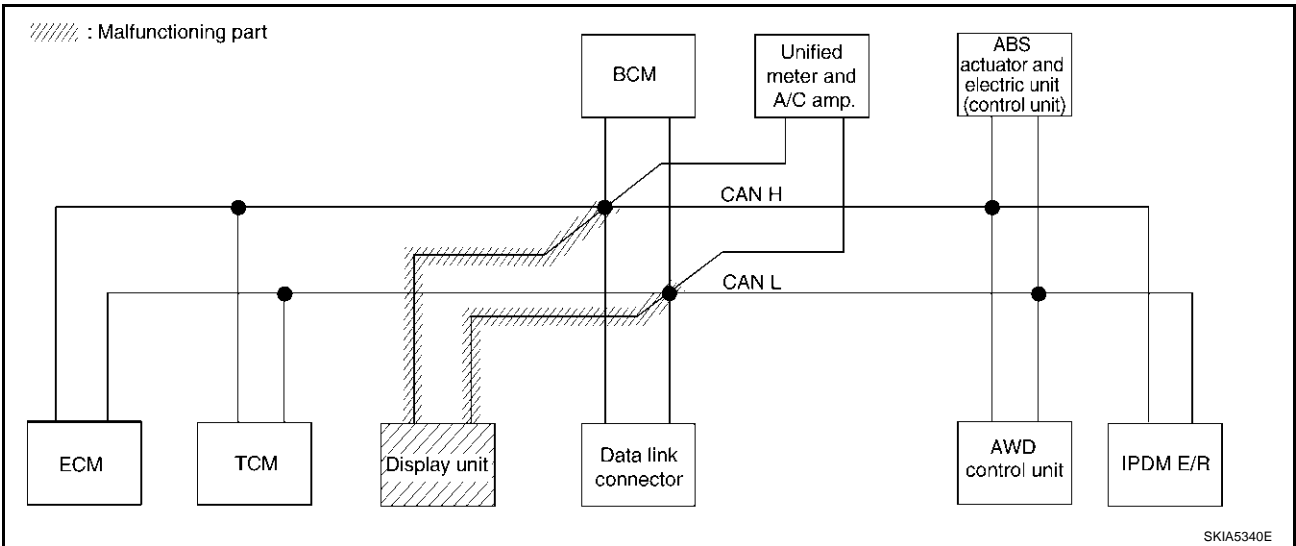 : Malfunctioning part
BCM
Unified
meter and
A/C amp.
ABS
actuator and
electric unit
(control unit)
CAN H
CAN L
ECM
TCM
Display unit
Data link
connector
AWD
control unit
IPDM E/R
SKIA5340E